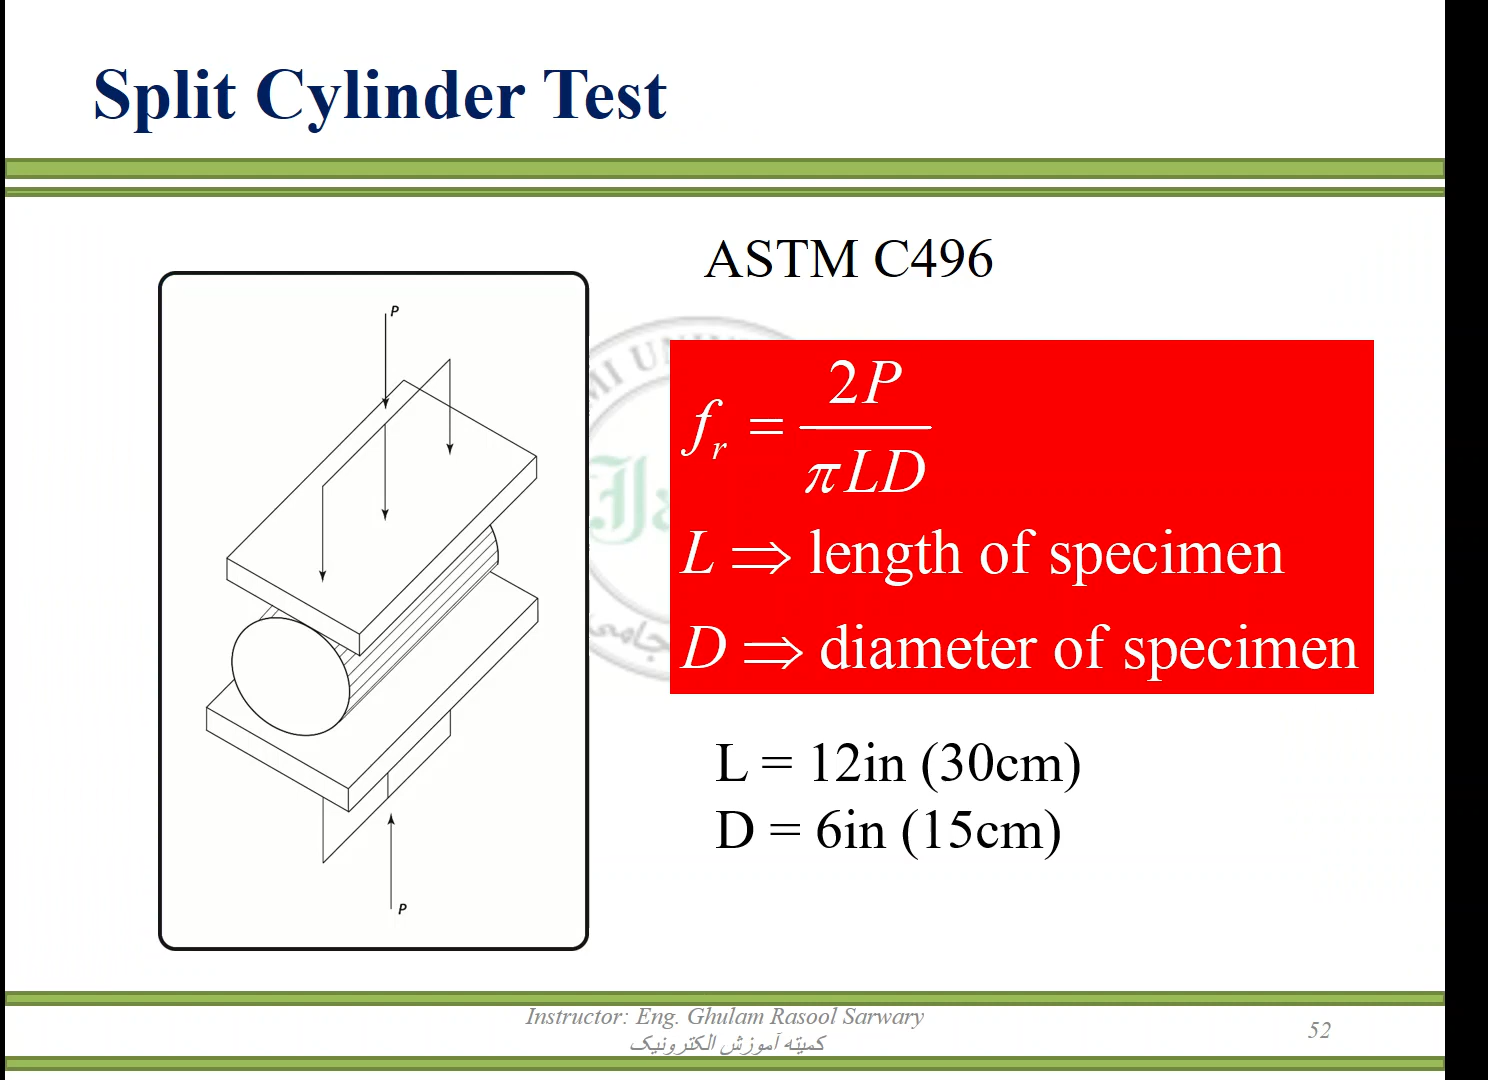 Split Cylinder Test
ASTM C496
P
f_r = 2P / πLD
L ⇒ length of specimen
D ⇒ diameter of specimen
L = 12in (30cm)
D = 6in (15cm)
P
Instructor: Eng. Ghulam Rasool Sarwary
کمیته آموزش الکترونیک
52